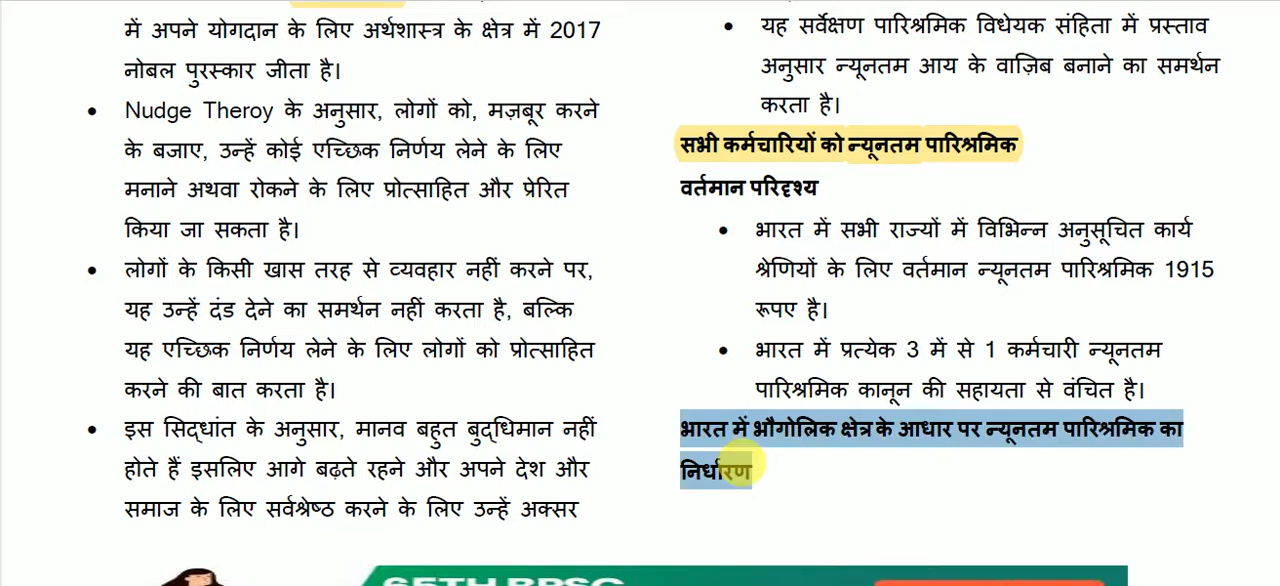 में अपने योगदान के लिए अर्थशास्त्र के क्षेत्र में 2017
नोबल पुरस्कार जीता है।
• Nudge Theroy के अनुसार, लोगों को, मज़बूर करने
के बजाए, उन्हें कोई एच्छिक निर्णय लेने के लिए
मनाने अथवा रोकने के लिए प्रोत्साहित और प्रेरित
किया जा सकता है।
• लोगों के किसी खास तरह से व्यवहार नहीं करने पर,
यह उन्हें दंड देने का समर्थन नहीं करता है, बल्कि
यह एच्छिक निर्णय लेने के लिए लोगों को प्रोत्साहित
करने की बात करता है।
• इस सिद्धांत के अनुसार, मानव बहुत बुद्धिमान नहीं
होते हैं इसलिए आगे बढ़ते रहने और अपने देश और
समाज के लिए सर्वश्रेष्ठ करने के लिए उन्हें अक्सर
• यह सर्वेक्षण पारिश्रमिक विधेयक संहिता में प्रस्ताव
अनुसार न्यूनतम आय के वाज़िब बनाने का समर्थन
करता है।
सभी कर्मचारियों को न्यूनतम पारिश्रमिक
वर्तमान परिदृश्य
• भारत में सभी राज्यों में विभिन्न अनुसूचित कार्य
श्रेणियों के लिए वर्तमान न्यूनतम पारिश्रमिक 1915
रूपए है।
• भारत में प्रत्येक 3 में से 1 कर्मचारी न्यूनतम
पारिश्रमिक कानून की सहायता से वंचित है।
भारत में भौगोलिक क्षेत्र के आधार पर न्यूनतम पारिश्रमिक का
निर्धारण
65TH BPSC